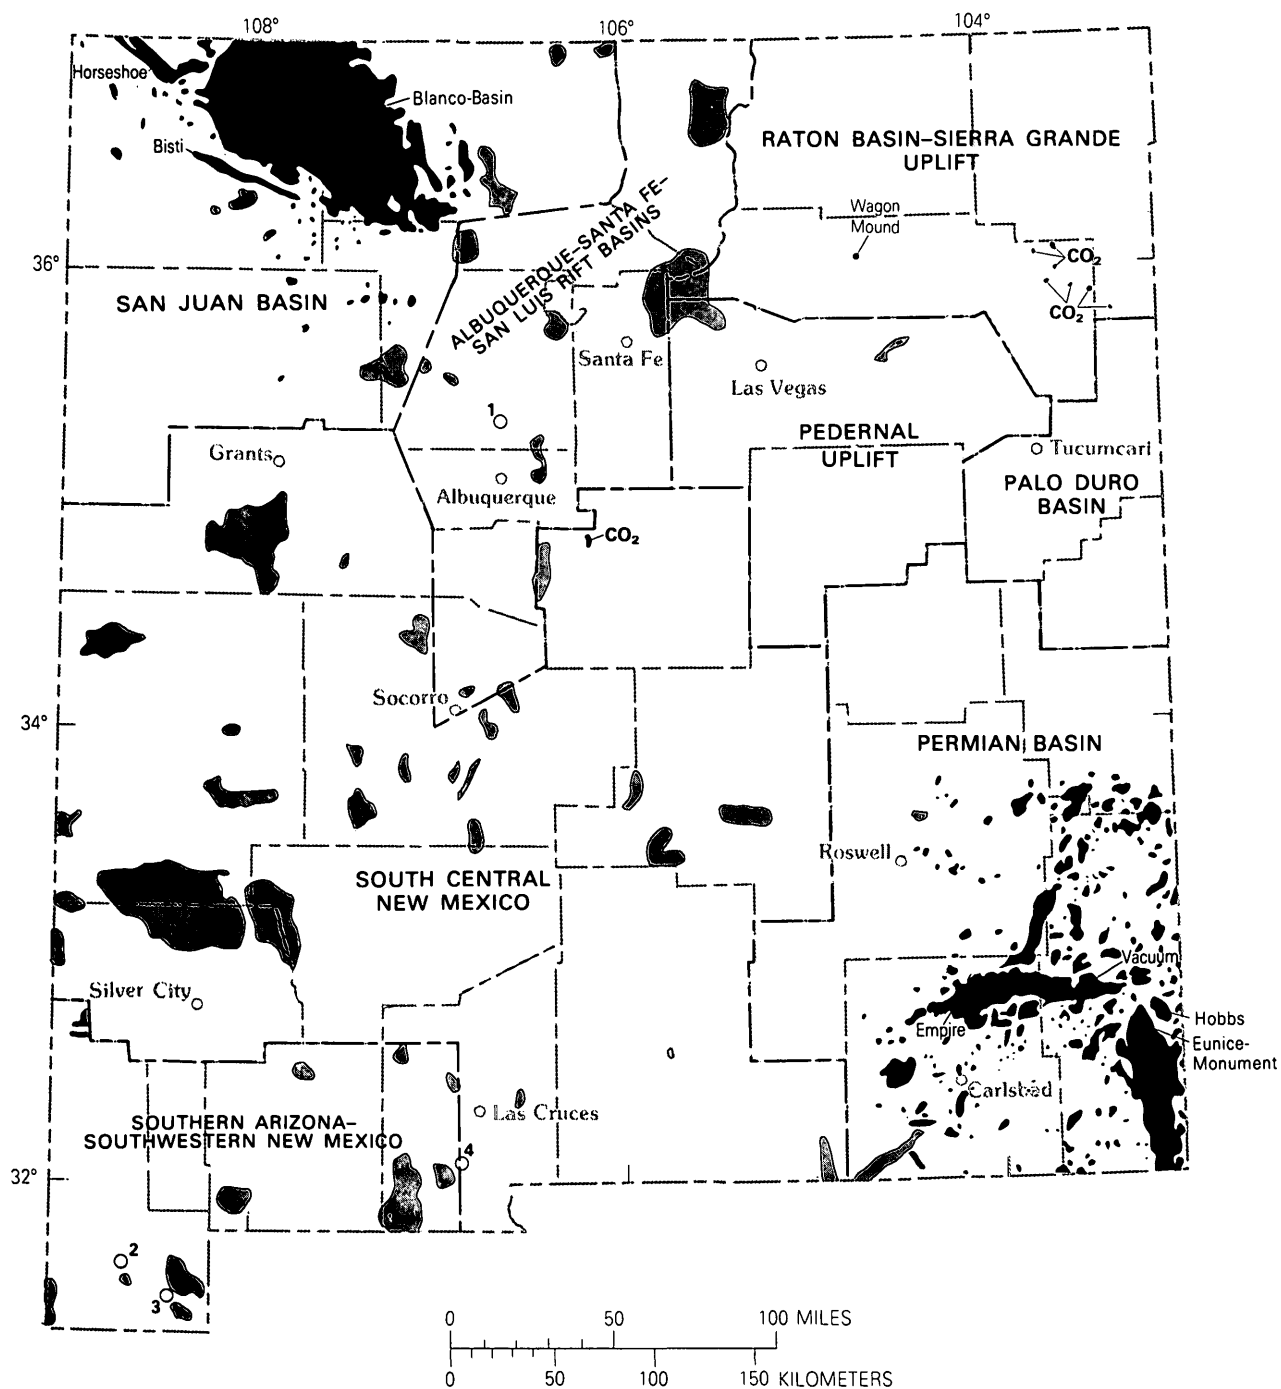 108°
106°
104°
Horseshoe
Blanco-Basin
Bisti
RATON BASIN–SIERRA GRANDE
UPLIFT
Wagon
Mound
ALBUQUERQUE–SANTA FE–
SAN LUIS RIFT BASINS
36°
CO₂
SAN JUAN BASIN
CO₂
Santa Fe
Las Vegas
1
PEDERNAL
UPLIFT
Grants
Tucumcari
Albuquerque
PALO DURO
BASIN
CO₂
Socorro
34°
PERMIAN BASIN
Roswell
SOUTH CENTRAL
NEW MEXICO
Vacuum
Silver City
Empire
Hobbs
Eunice-
Monument
Carlsbad
Las Cruces
SOUTHERN ARIZONA–
SOUTHWESTERN NEW MEXICO
4
32°
2
3
0 50 100 MILES
0 50 100 150 KILOMETERS